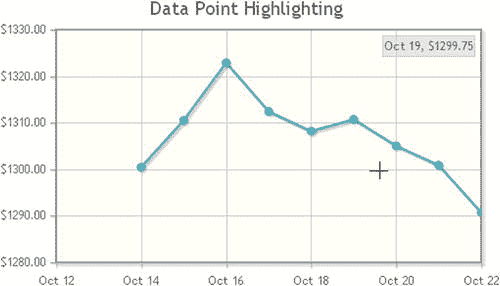 Data Point Highlighting
$1330.00
Oct 19, $1299.75
$1320.00
$1310.00
$1300.00
$1290.00
$1280.00
Oct 12 Oct 14 Oct 16 Oct 18 Oct 20 Oct 22